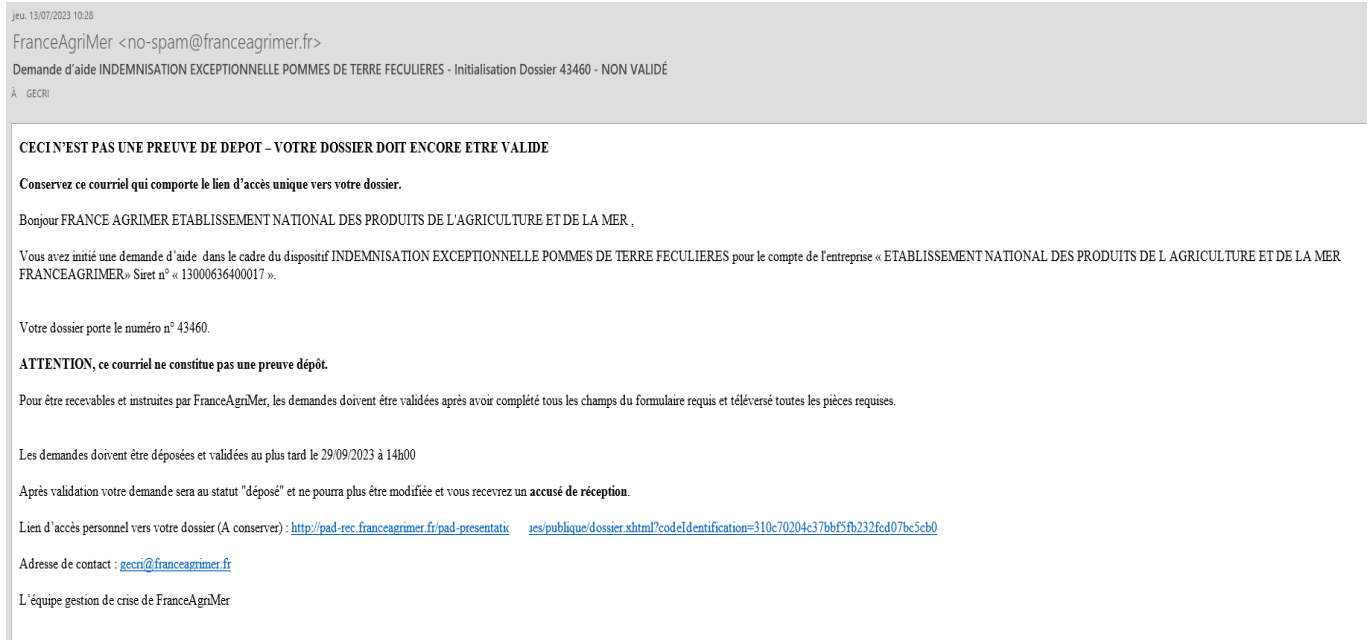 jeu. 13/07/2023 10:28
FranceAgriMer <no-spam@franceagrimer.fr>
Demande d'aide INDEMNISATION EXCEPTIONNELLE POMMES DE TERRE FECULIERES - Initialisation Dossier 43460 - NON VALIDÉ
À GECRI
CECI N'EST PAS UNE PREUVE DE DEPOT – VOTRE DOSSIER DOIT ENCORE ETRE VALIDE
Conservez ce courriel qui comporte le lien d'accès unique vers votre dossier.
Bonjour FRANCE AGRIMER ETABLISSEMENT NATIONAL DES PRODUITS DE L'AGRICULTURE ET DE LA MER ,
Vous avez initié une demande d'aide dans le cadre du dispositif INDEMNISATION EXCEPTIONNELLE POMMES DE TERRE FECULIERES pour le compte de l'entreprise « ETABLISSEMENT NATIONAL DES PRODUITS DE L AGRICULTURE ET DE LA MER
FRANCEAGRIMER» Siret n° « 13000636400017 ».
Votre dossier porte le numéro n° 43460.
ATTENTION, ce courriel ne constitue pas une preuve dépôt.
Pour être recevables et instruites par FranceAgriMer, les demandes doivent être validées après avoir complété tous les champs du formulaire requis et téléversé toutes les pièces requises.
Les demandes doivent être déposées et validées au plus tard le 29/09/2023 à 14h00
Après validation votre demande sera au statut "déposé" et ne pourra plus être modifiée et vous recevrez un accusé de réception.
Lien d'accès personnel vers votre dossier (A conserver) : http://pad-rec.franceagrimer.fr/pad-presentatic ues/publique/dossier.xhtml?codeIdentification=310c70204c37bbf5fb232fcd07bc5cb0
Adresse de contact : gecri@franceagrimer.fr
L'équipe gestion de crise de FranceAgriMer